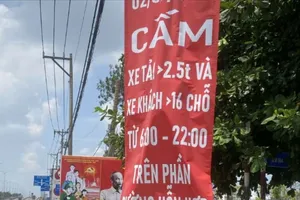 CẤM
XE TẢI >2.5t VÀ
XE KHÁCH >16 CHỖ
TỪ 6:00 - 22:00
TRÊN PHẦN